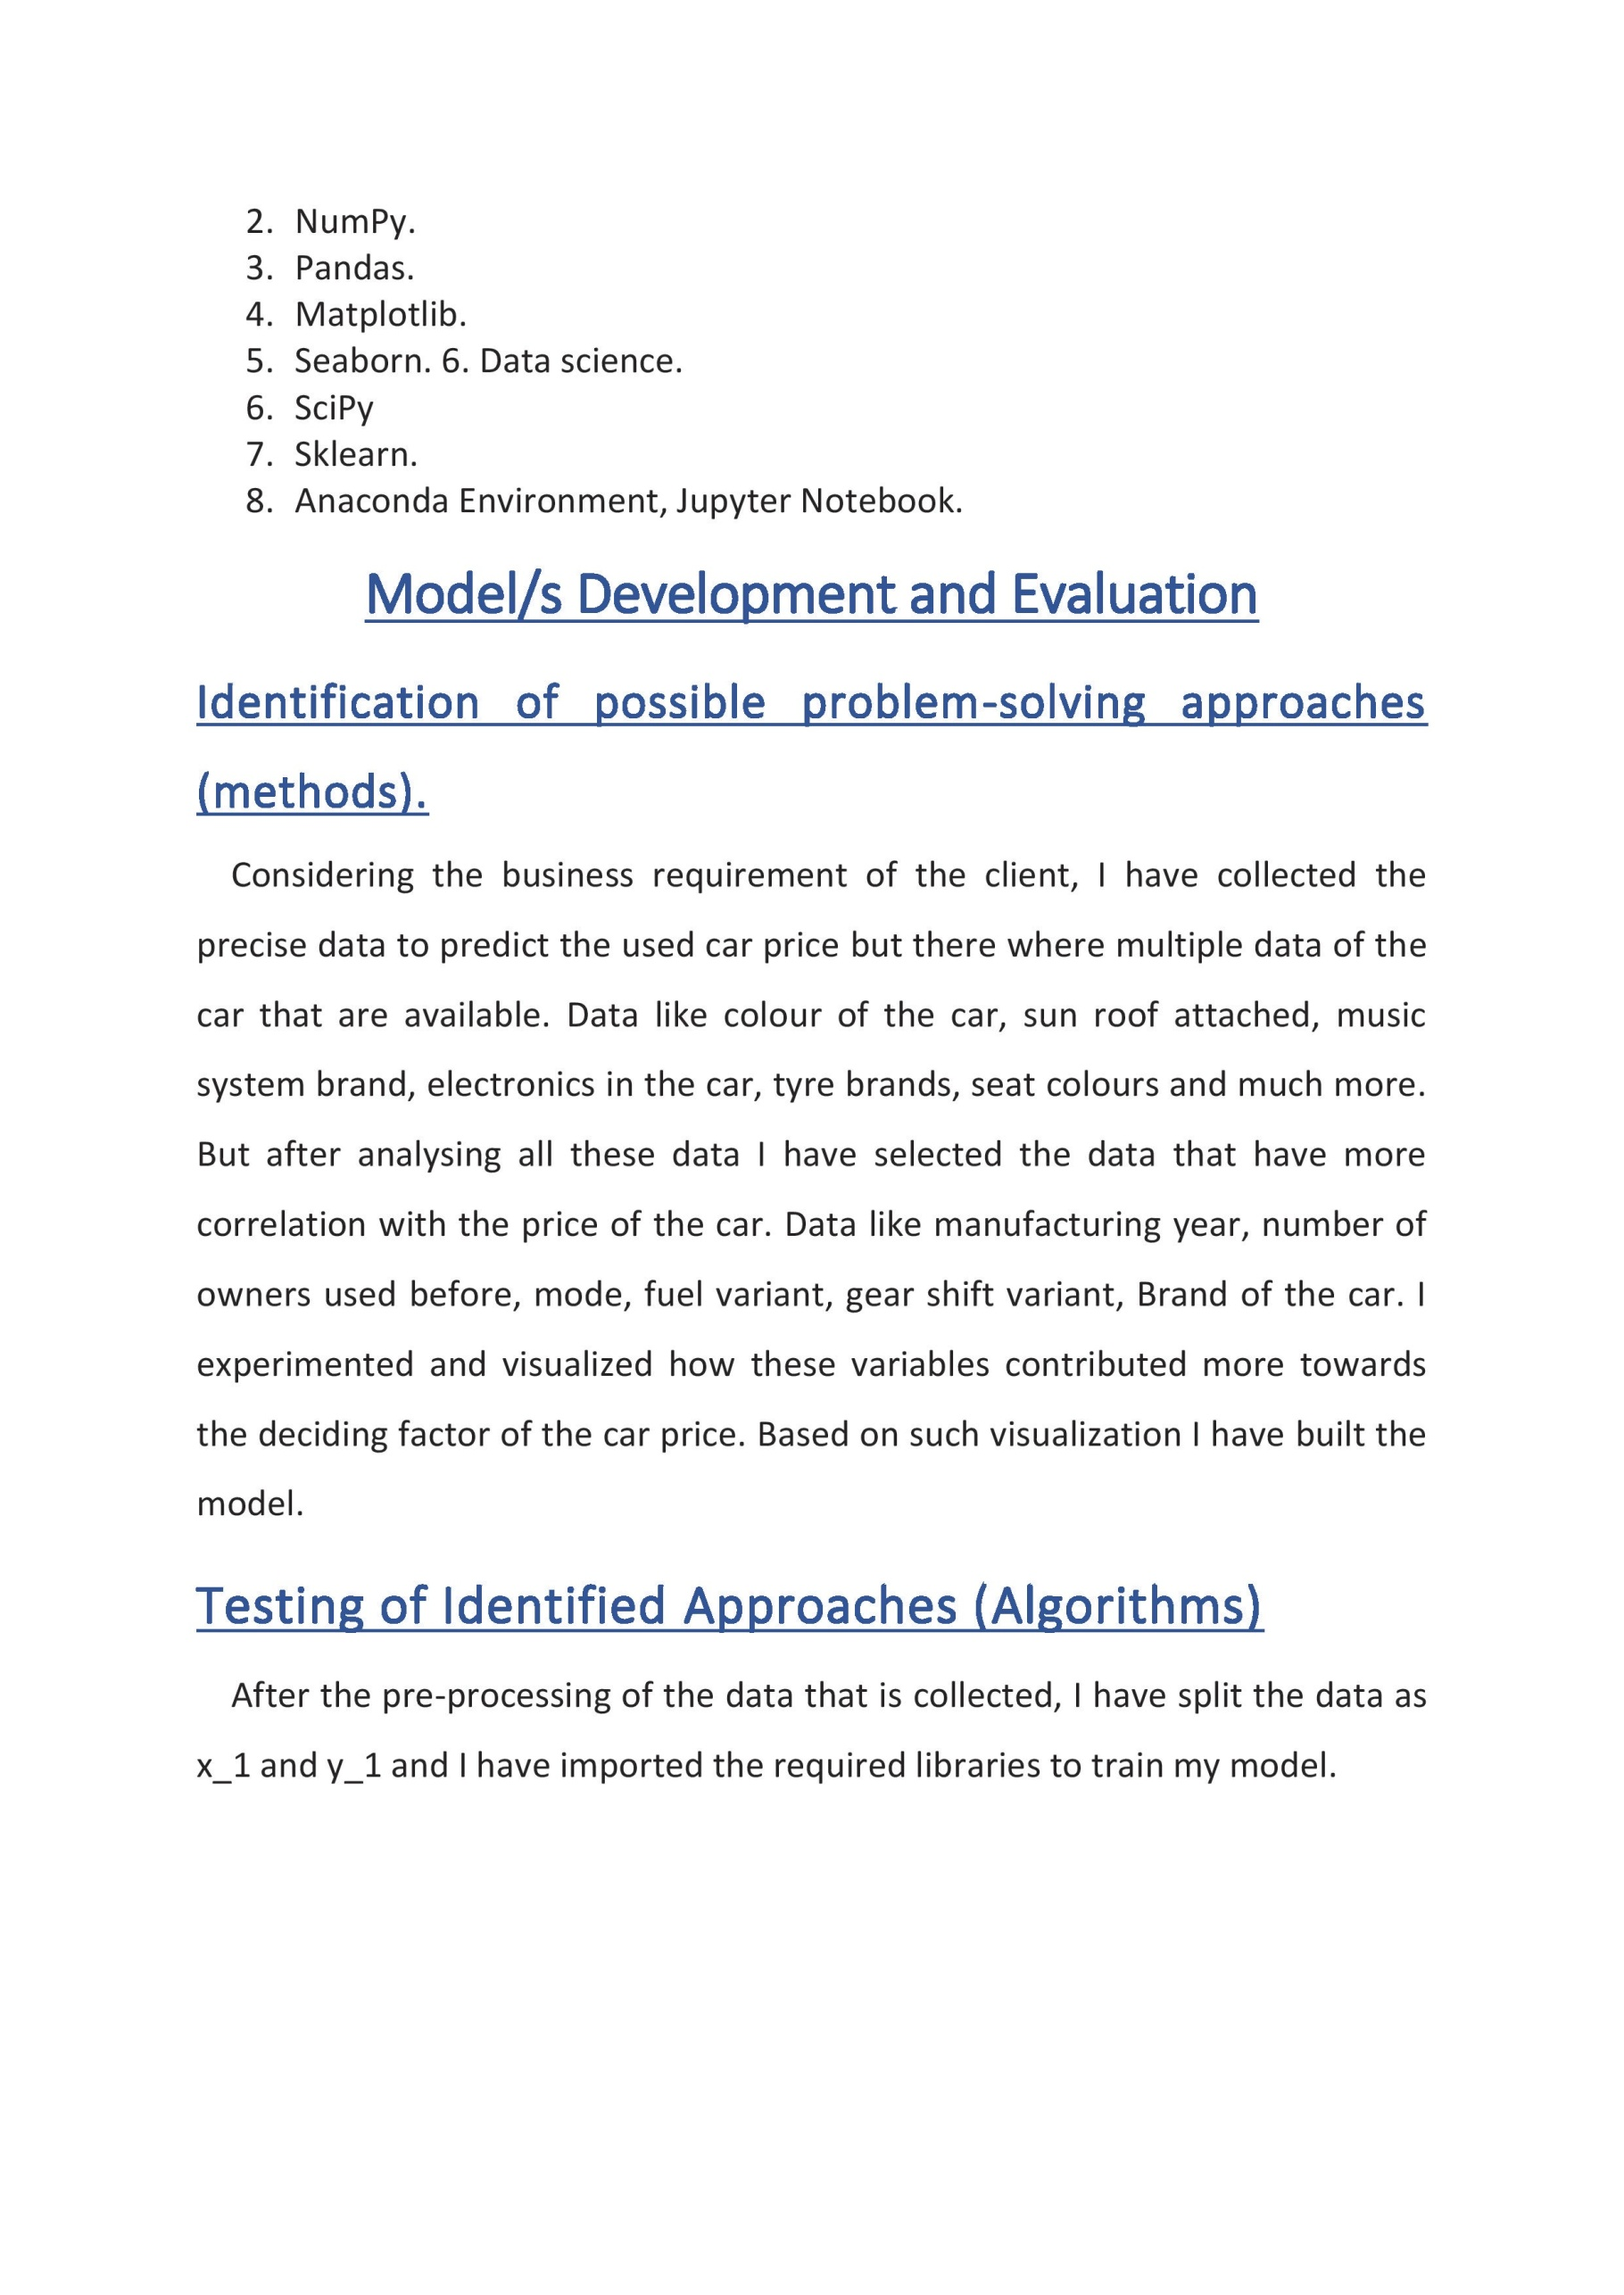 2. NumPy.
3. Pandas.
4. Matplotlib.
5. Seaborn. 6. Data science.
6. SciPy
7. Sklearn.
8. Anaconda Environment, Jupyter Notebook.
Model/s Development and Evaluation
Identification of possible problem-solving approaches
(methods).
Considering the business requirement of the client, I have collected the
precise data to predict the used car price but there where multiple data of the
car that are available. Data like colour of the car, sun roof attached, music
system brand, electronics in the car, tyre brands, seat colours and much more.
But after analysing all these data I have selected the data that have more
correlation with the price of the car. Data like manufacturing year, number of
owners used before, mode, fuel variant, gear shift variant, Brand of the car. I
experimented and visualized how these variables contributed more towards
the deciding factor of the car price. Based on such visualization I have built the
model.
Testing of Identified Approaches (Algorithms)
After the pre-processing of the data that is collected, I have split the data as
x_1 and y_1 and I have imported the required libraries to train my model.